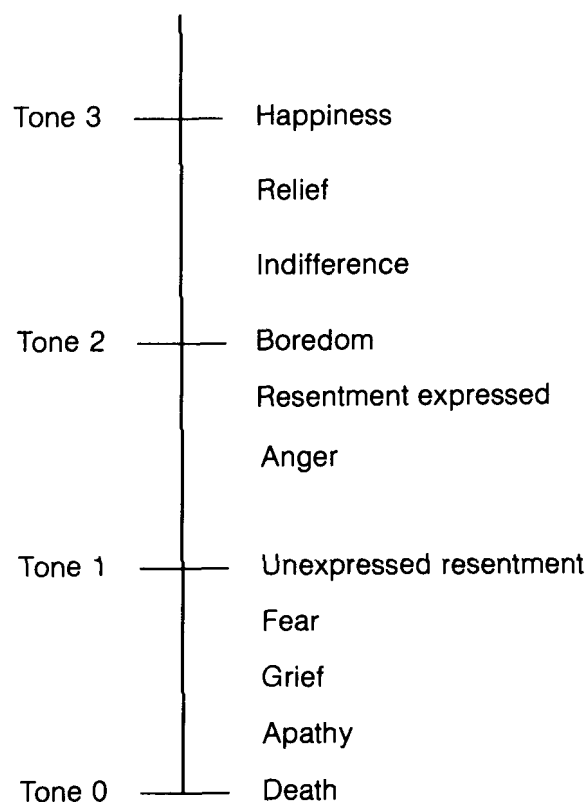 Tone 3 Happiness
Relief
Indifference
Tone 2 Boredom
Resentment expressed
Anger
Tone 1 Unexpressed resentment
Fear
Grief
Apathy
Tone 0 Death